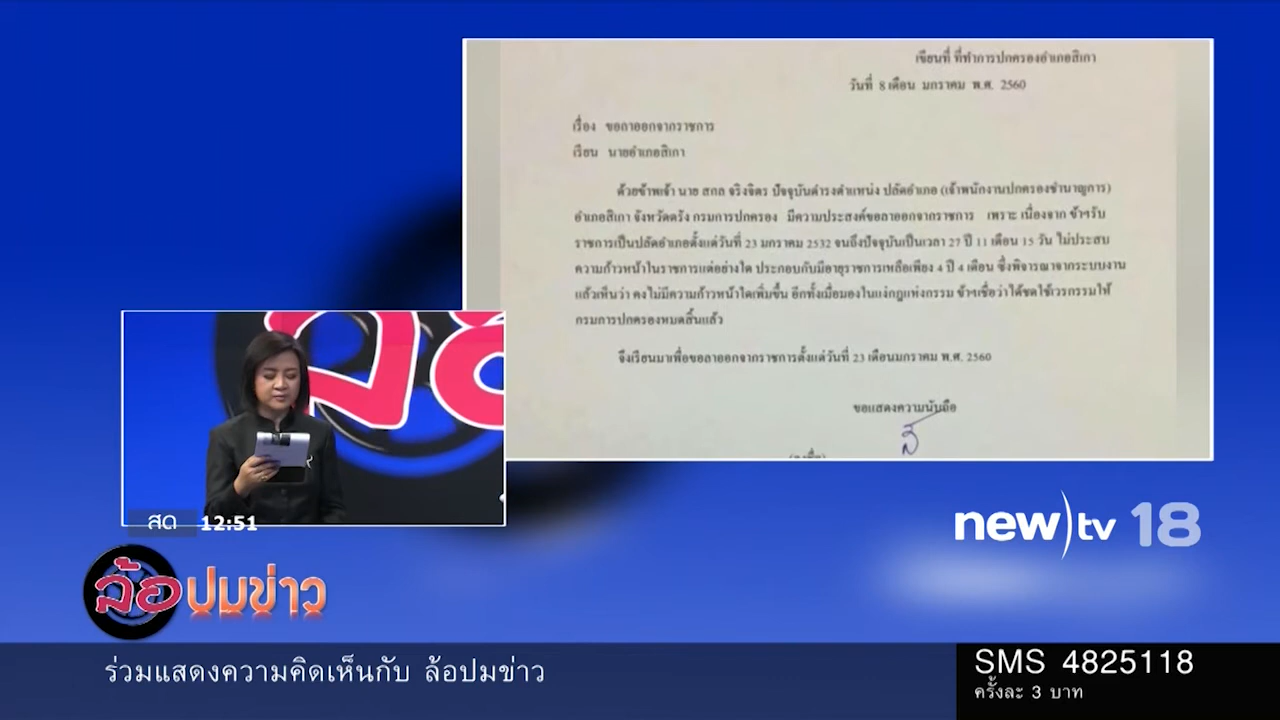 เขียนที่ ที่ทำการปกครองอำเภอสิเกา
วันที่ 8 เดือน มกราคม พ.ศ. 2560
เรื่อง ขอลาออกจากราชการ
เรียน นายอำเภอสิเกา
ด้วยข้าพเจ้า นาย สกล จริงจิตร ปัจจุบันดำรงตำแหน่ง ปลัดอำเภอ (เจ้าพนักงานปกครองชำนาญการ)
อำเภอสิเกา จังหวัดตรัง กรมการปกครอง มีความประสงค์ขอลาออกจากราชการ เพราะ เนื่องจาก ข้าฯรับ
ราชการเป็นปลัดอำเภอตั้งแต่วันที่ 23 มกราคม 2532 จนถึงปัจจุบันเป็นเวลา 27 ปี 11 เดือน 15 วัน ไม่ประสบ
ความก้าวหน้าในราชการแต่อย่างใด ประกอบกับมีอายุราชการเหลือเพียง 4 ปี 4 เดือน ซึ่งพิจารณาจากระบบงาน
แล้วเห็นว่า คงไม่มีความก้าวหน้าใดเพิ่มขึ้น อีกทั้งเมื่อมองในแง่กฎแห่งกรรม ข้าฯเชื่อว่าได้ชดใช้เวรกรรมให้
กรมการปกครองหมดสิ้นแล้ว
จึงเรียนมาเพื่อขอลาออกจากราชการตั้งแต่วันที่ 23 เดือนมกราคม พ.ศ. 2560
ขอแสดงความนับถือ
(ลงชื่อ)
ล้อ
สด 12:51
new)tv 18
ล้อปมข่าว
ร่วมแสดงความคิดเห็นกับ ล้อปมข่าว
SMS 4825118
ครั้งละ 3 บาท